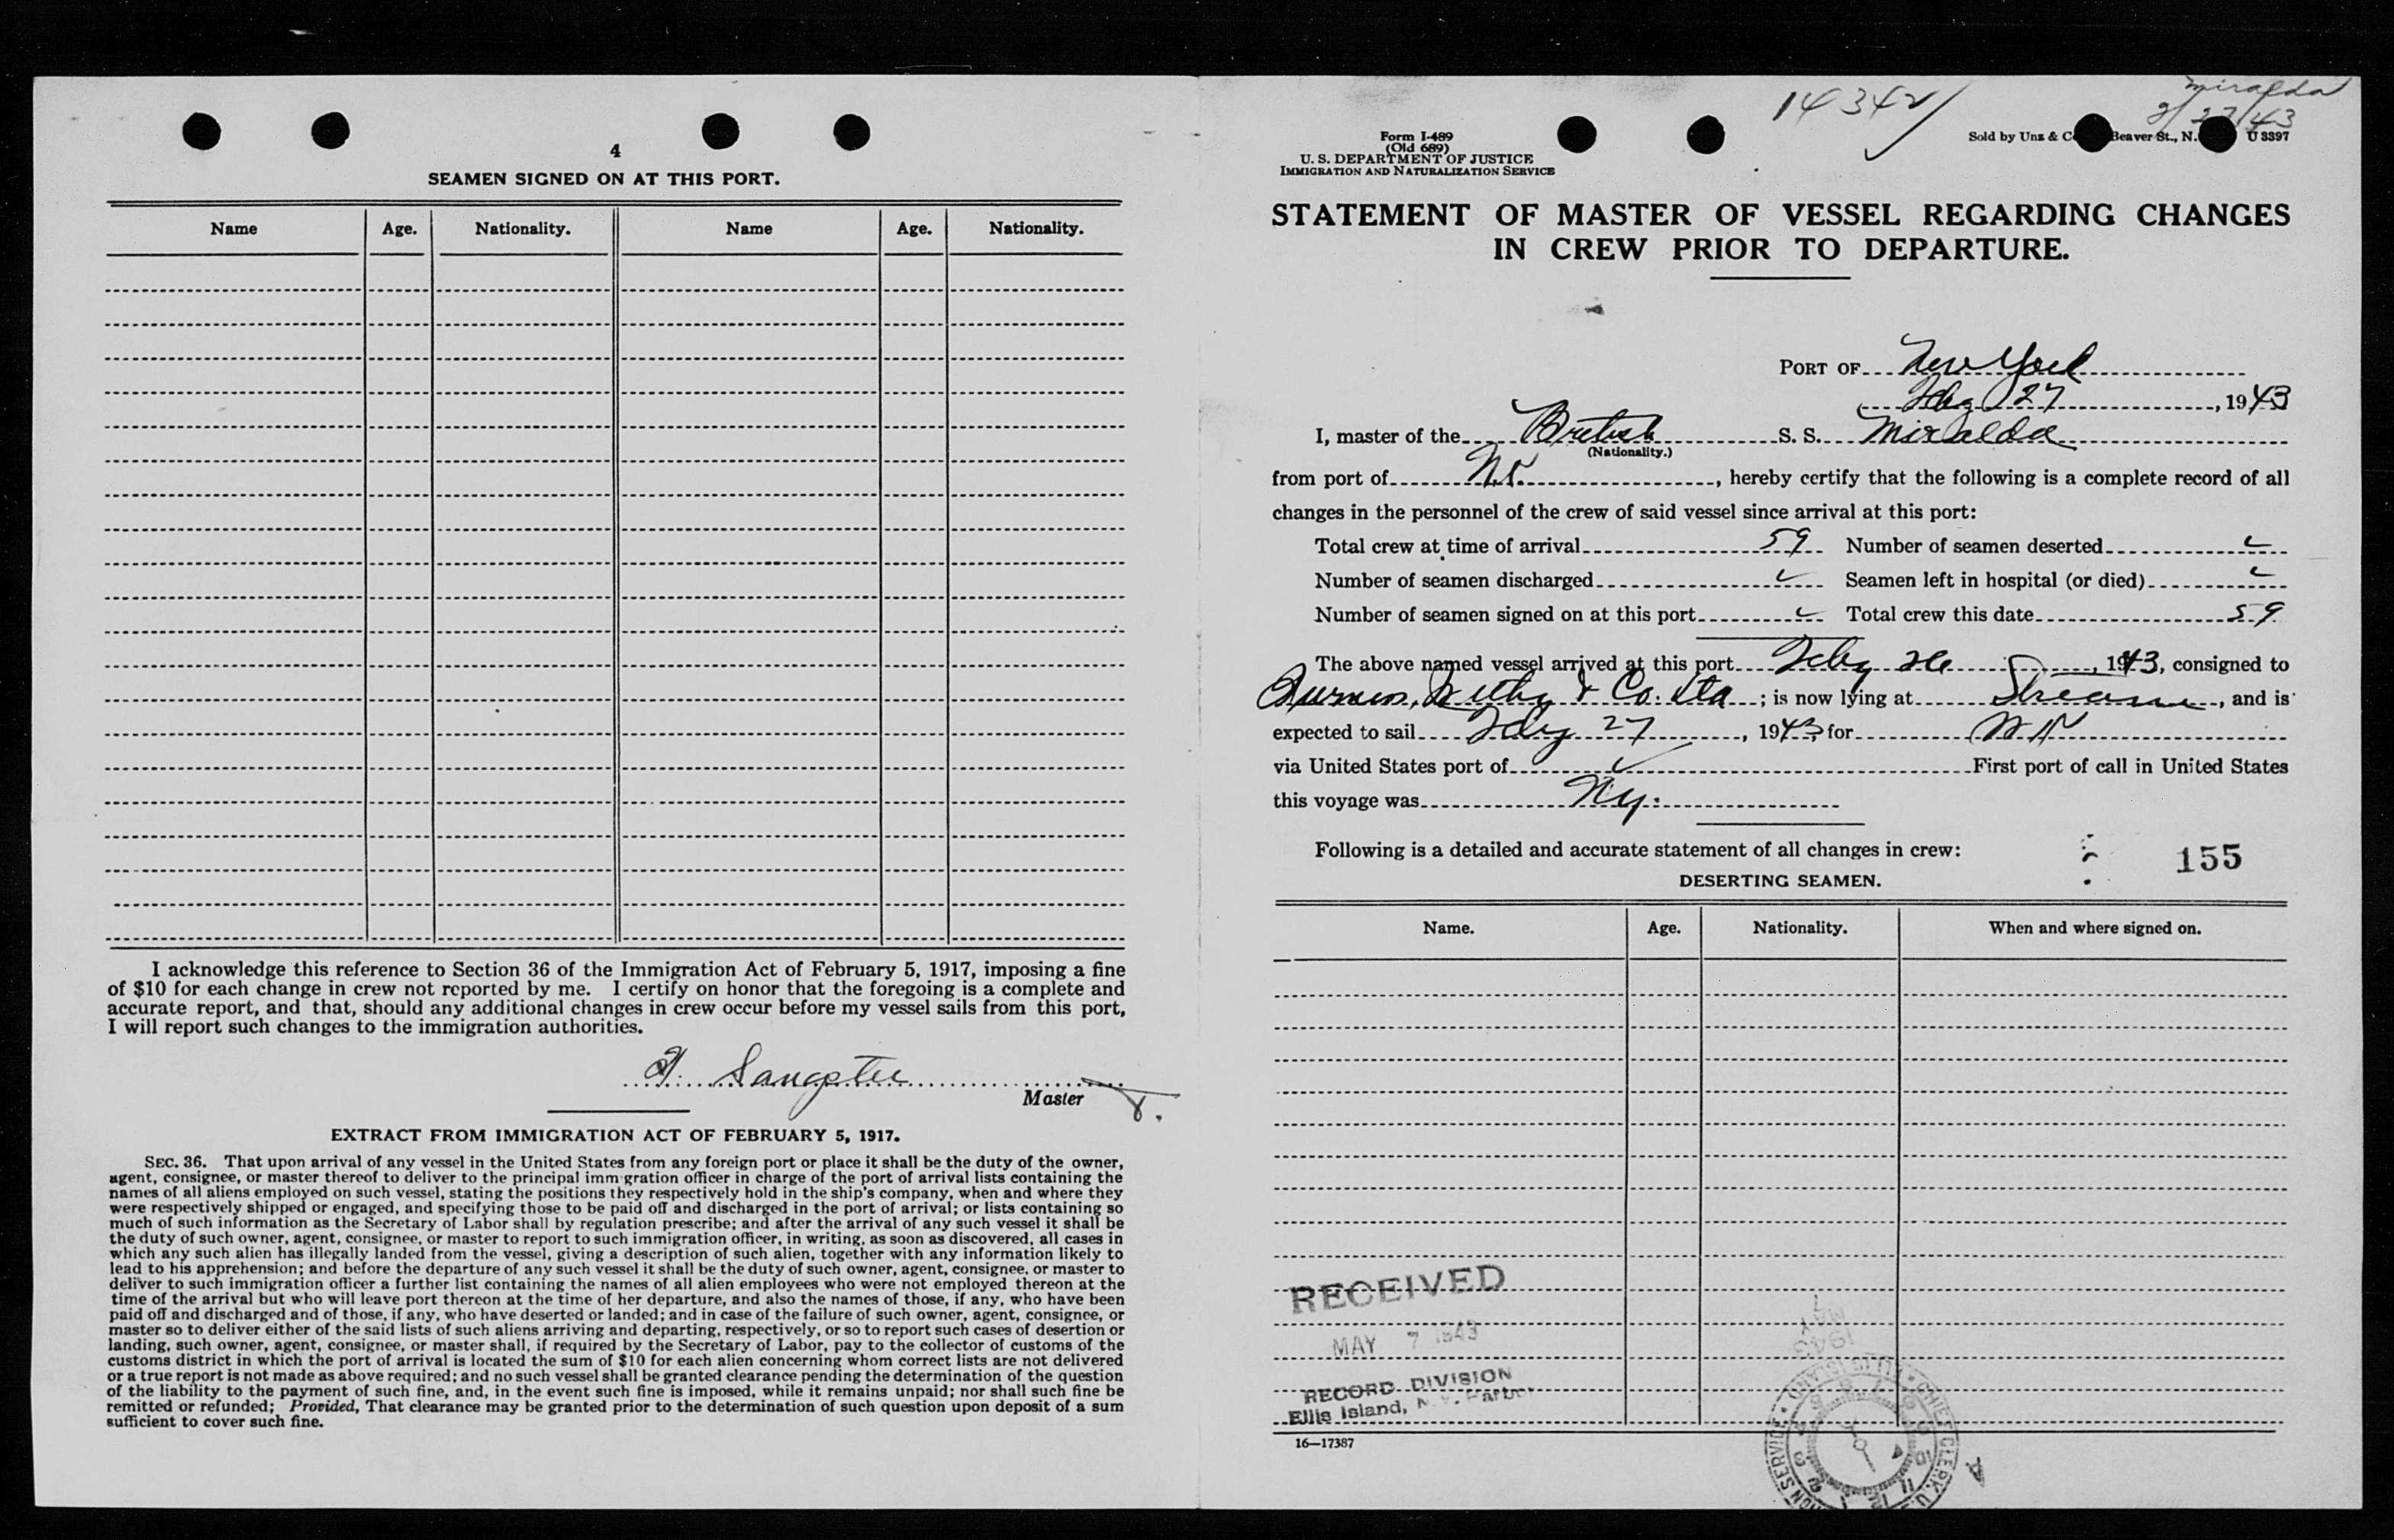 4
SEAMEN SIGNED ON AT THIS PORT.
Name Age. Nationality. Name Age. Nationality.
I acknowledge this reference to Section 36 of the Immigration Act of February 5, 1917, imposing a fine
of $10 for each change in crew not reported by me. I certify on honor that the foregoing is a complete and
accurate report, and that, should any additional changes in crew occur before my vessel sails from this port,
I will report such changes to the immigration authorities.
Sangster
Master
EXTRACT FROM IMMIGRATION ACT OF FEBRUARY 5, 1917.
SEC. 36. That upon arrival of any vessel in the United States from any foreign port or place it shall be the duty of the owner,
agent, consignee, or master thereof to deliver to the principal imm gration officer in charge of the port of arrival lists containing the
names of all aliens employed on such vessel, stating the positions they respectively hold in the ship's company, when and where they
were respectively shipped or engaged, and specifying those to be paid off and discharged in the port of arrival; or lists containing so
much of such information as the Secretary of Labor shall by regulation prescribe; and after the arrival of any such vessel it shall be
the duty of such owner, agent, consignee, or master to report to such immigration officer, in writing, as soon as discovered, all cases in
which any such alien has illegally landed from the vessel, giving a description of such alien, together with any information likely to
lead to his apprehension; and before the departure of any such vessel it shall be the duty of such owner, agent, consignee, or master to
deliver to such immigration officer a further list containing the names of all alien employees who were not employed thereon at the
time of the arrival but who will leave port thereon at the time of her departure, and also the names of those, if any, who have been
paid off and discharged and of those, if any, who have deserted or landed; and in case of the failure of such owner, agent, consignee, or
master so to deliver either of the said lists of such aliens arriving and departing, respectively, or so to report such cases of desertion or
landing, such owner, agent, consignee, or master shall, if required by the Secretary of Labor, pay to the collector of customs of the
customs district in which the port of arrival is located the sum of $10 for each alien concerning whom correct lists are not delivered
or a true report is not made as above required; and no such vessel shall be granted clearance pending the determination of the question
of the liability to the payment of such fine, and, in the event such fine is imposed, while it remains unpaid; nor shall such fine be
remitted or refunded; Provided, That clearance may be granted prior to the determination of such question upon deposit of a sum
sufficient to cover such fine.
14342
Miralda
2/27/43
Form I-489
(Old 689)
U. S. DEPARTMENT OF JUSTICE
IMMIGRATION AND NATURALIZATION SERVICE
Sold by Unz & C Beaver St., N. U 3397
STATEMENT OF MASTER OF VESSEL REGARDING CHANGES
IN CREW PRIOR TO DEPARTURE.
PORT OF New York
Feby 27, 1943
I, master of the British S. S. Miralda
(Nationality.)
from port of , hereby certify that the following is a complete record of all
changes in the personnel of the crew of said vessel since arrival at this port:
Total crew at time of arrival 59 Number of seamen deserted
Number of seamen discharged Seamen left in hospital (or died)
Number of seamen signed on at this port Total crew this date 59
The above named vessel arrived at this port Feby 26, 1943, consigned to
Furness, Withy & Co. Ltd ; is now lying at Stream, and is
expected to sail Feby 27, 1943, for
via United States port of First port of call in United States
this voyage was NY.
Following is a detailed and accurate statement of all changes in crew:
155
DESERTING SEAMEN.
Name. Age. Nationality. When and where signed on.
RECEIVED
MAY 7 1943
RECORD DIVISION
Ellis Island, N. Y. Harbor
MAY 7
1943
16—17387